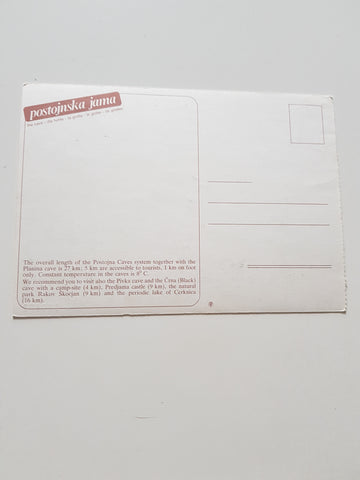 postojnska jama
the cave - die höhle - la grotta - la grotte - de grotten
The overall length of the Postojna Caves system together with the
Planina cave is 27 km; 5 km are accessible to tourists, 1 km on foot
only. Constant temperature in the caves is 8° C.
We recommend you to visit also the Pivka cave and the Črna (Black)
cave with a camp-site (4 km), Predjama castle (9 km), the natural
park Rakov Škocjan (9 km) and the periodic lake of Cerknica
(16 km).